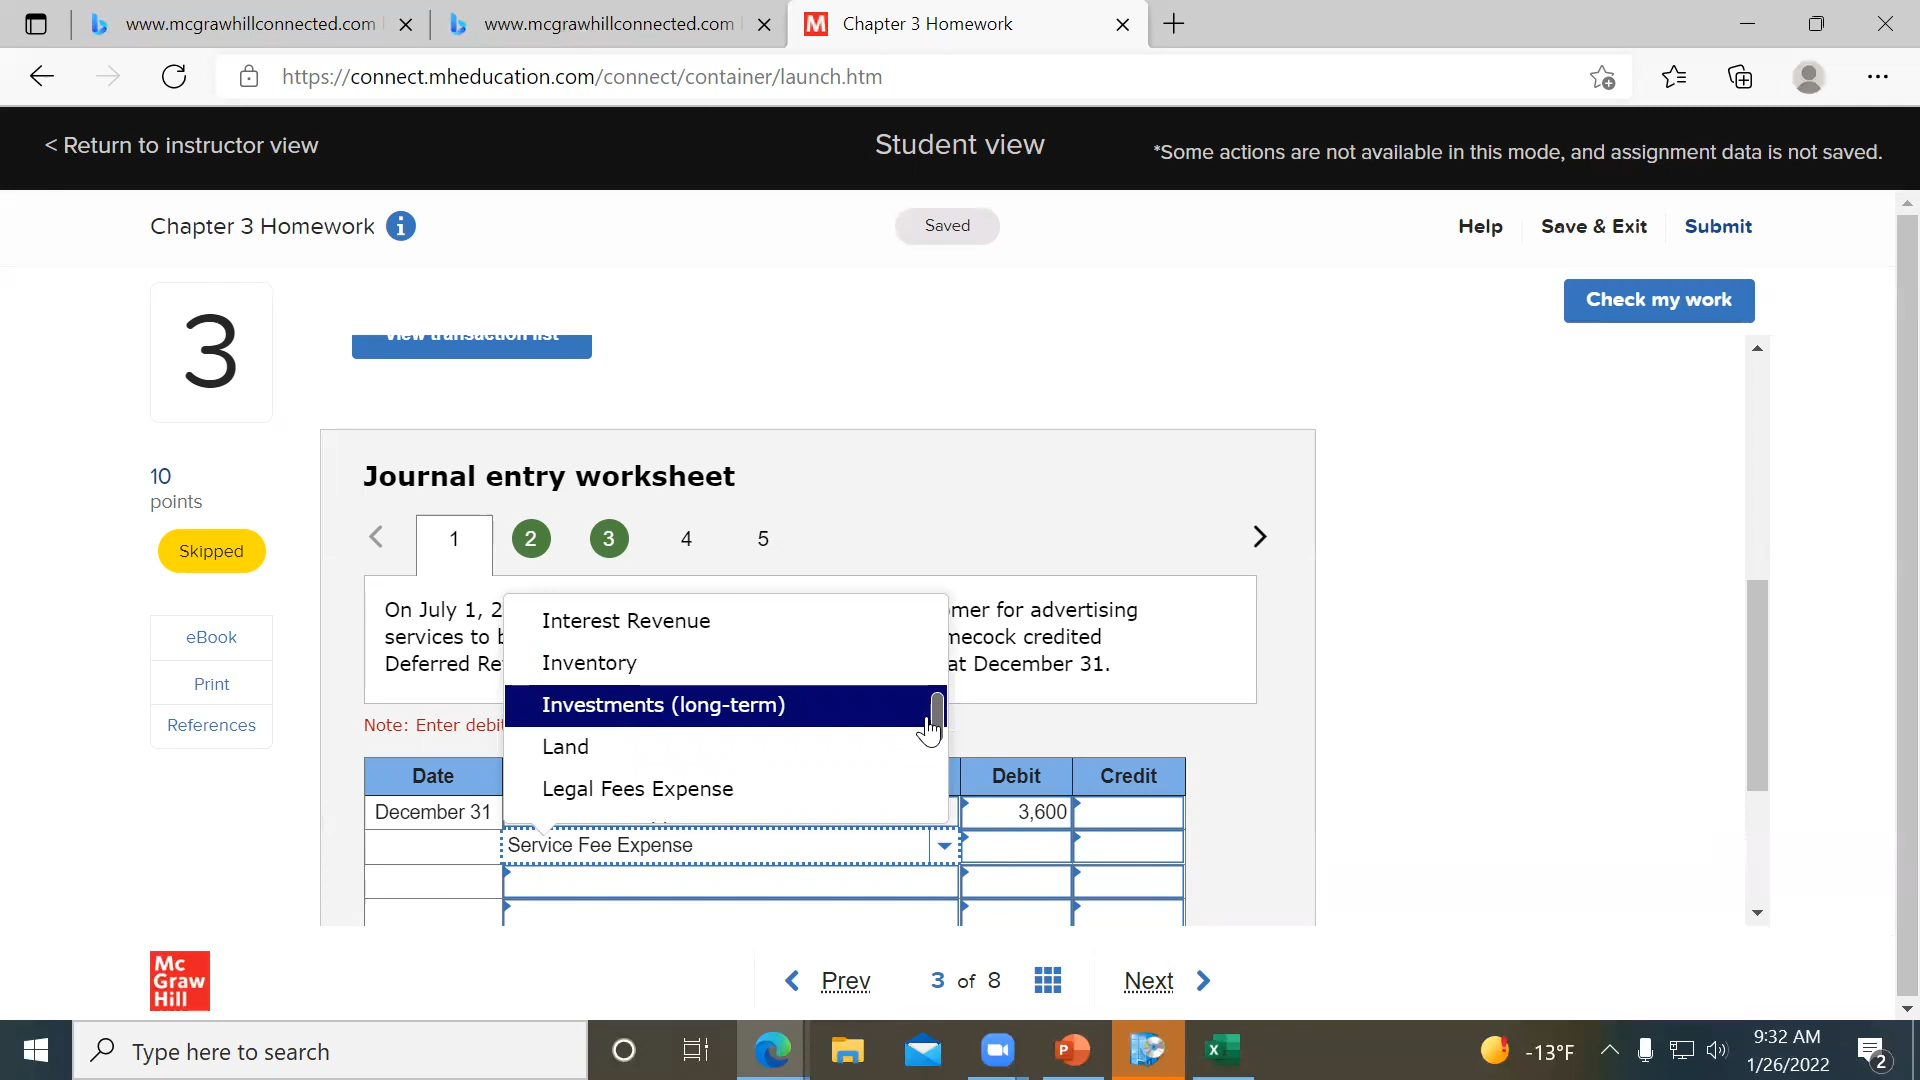 www.mcgrawhillconnected.com
www.mcgrawhillconnected.com
M Chapter 3 Homework
https://connect.mheducation.com/connect/container/launch.htm
< Return to instructor view
Student view
*Some actions are not available in this mode, and assignment data is not saved.
Chapter 3 Homework
i
Saved
Help
Save & Exit
Submit
3
Check my work
View transaction list
10
points
Skipped
eBook
Print
References
Journal entry worksheet
1 2 3 4 5
On July 1, 2
mer for advertising
services to
mecock credited
Deferred Re
at December 31.
Interest Revenue
Inventory
Investments (long-term)
Land
Legal Fees Expense
Note: Enter debi
Date Debit Credit
December 31 3,600
Service Fee Expense
Mc
Graw
Hill
Prev 3 of 8 Next
Type here to search
-13°F
9:32 AM
1/26/2022
2